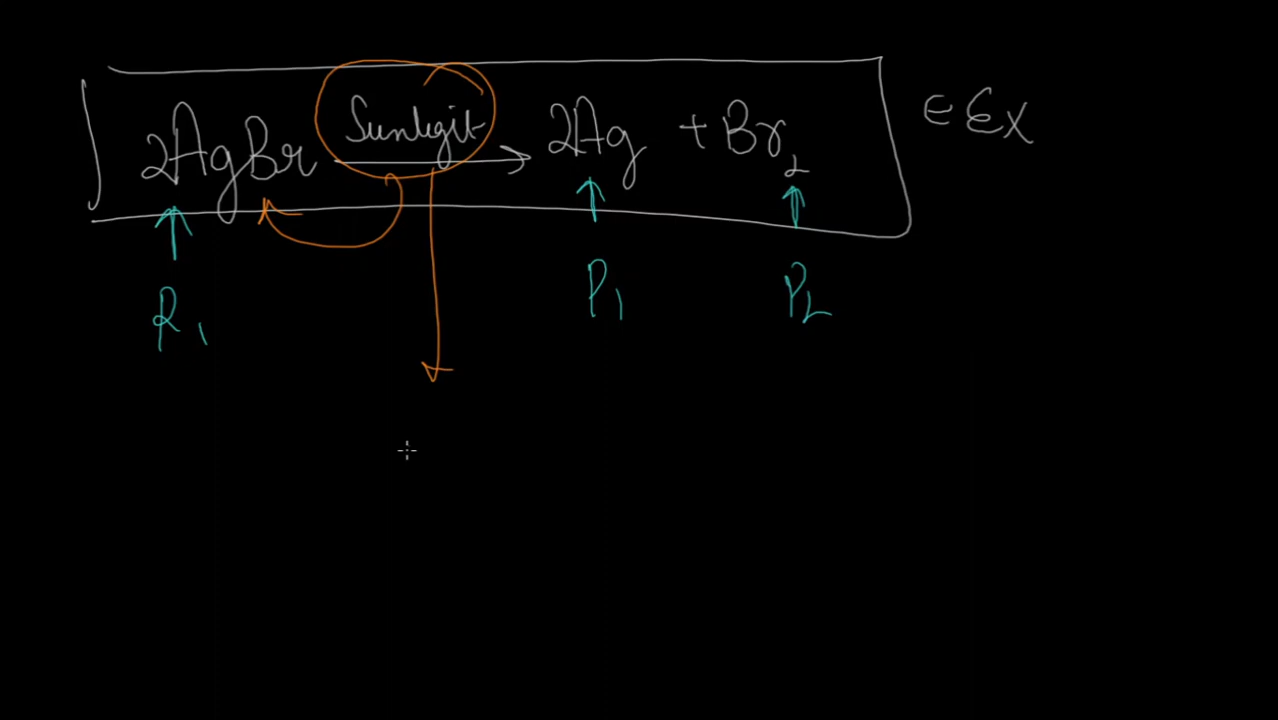 2AgBr Sunligit → 2Ag + Br₂ ∈ Ex
R₁ P₁ P₂